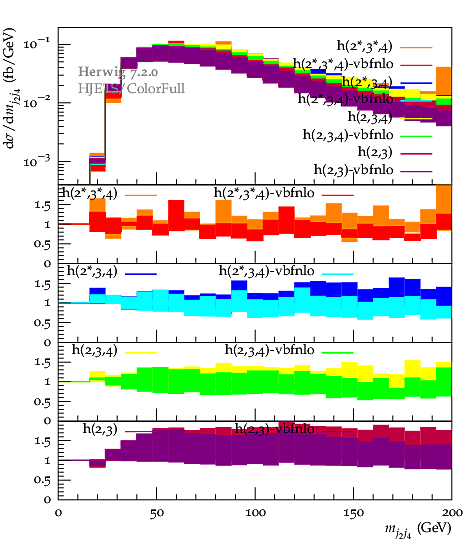 dσ/dm_{j₂j₄} (fb/GeV)
10⁻¹
10⁻²
10⁻³
Herwig 7.2.0
HJETS/ColorFull
h(2*,3*,4)
h(2*,3*,4)-vbfnlo
h(2*,3,4)
h(2*,3,4)-vbfnlo
h(2,3,4)
h(2,3,4)-vbfnlo
h(2,3)
h(2,3)-vbfnlo
h(2*,3*,4) h(2*,3*,4)-vbfnlo
1.5
1
0.5
0
h(2*,3,4) h(2*,3,4)-vbfnlo
1.5
1
0.5
0
h(2,3,4) h(2,3,4)-vbfnlo
1.5
1
0.5
0
h(2,3) h(2,3)-vbfnlo
1.5
1
0.5
0
0 50 100 150 200
m_{j₂j₄} (GeV)